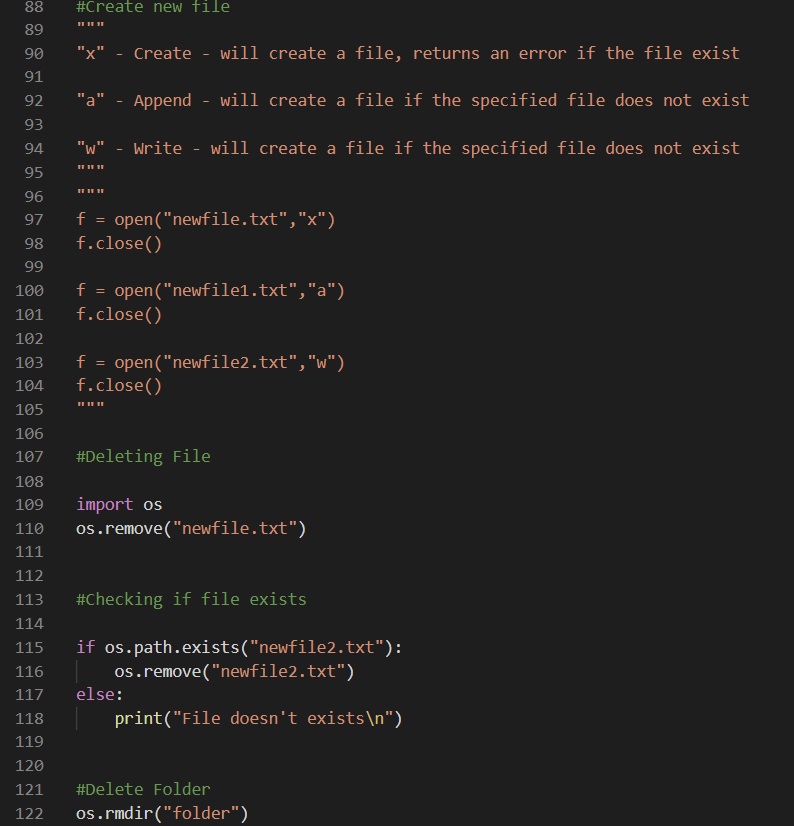 88 #Create new file
89 """
90 "x" - Create - will create a file, returns an error if the file exist
91
92 "a" - Append - will create a file if the specified file does not exist
93
94 "w" - Write - will create a file if the specified file does not exist
95 """
96 """
97 f = open("newfile.txt","x")
98 f.close()
99
100 f = open("newfile1.txt","a")
101 f.close()
102
103 f = open("newfile2.txt","w")
104 f.close()
105 """
106
107 #Deleting File
108
109 import os
110 os.remove("newfile.txt")
111
112
113 #Checking if file exists
114
115 if os.path.exists("newfile2.txt"):
116     os.remove("newfile2.txt")
117 else:
118     print("File doesn't exists\n")
119
120
121 #Delete Folder
122 os.rmdir("folder")